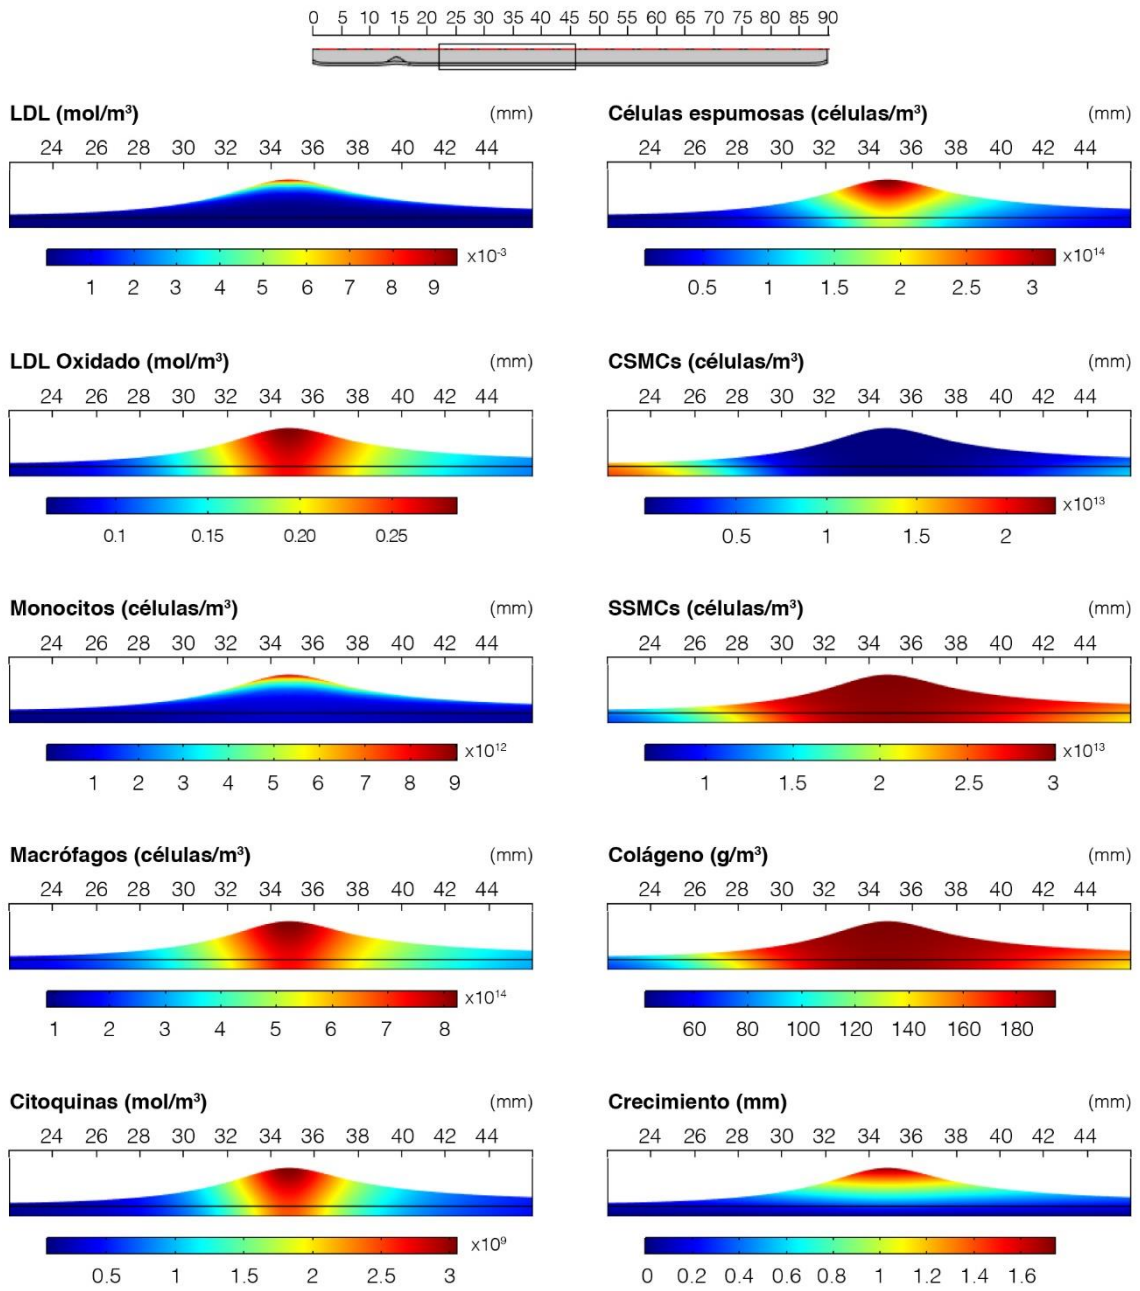 0 5 10 15 20 25 30 35 40 45 50 55 60 65 70 75 80 85 90
LDL (mol/m³) (mm)
24 26 28 30 32 34 36 38 40 42 44
x10⁻³
1 2 3 4 5 6 7 8 9
Células espumosas (células/m³) (mm)
24 26 28 30 32 34 36 38 40 42 44
x10¹⁴
0.5 1 1.5 2 2.5 3
LDL Oxidado (mol/m³) (mm)
24 26 28 30 32 34 36 38 40 42 44
0.1 0.15 0.20 0.25
CSMCs (células/m³) (mm)
24 26 28 30 32 34 36 38 40 42 44
x10¹³
0.5 1 1.5 2
Monocitos (células/m³) (mm)
24 26 28 30 32 34 36 38 40 42 44
x10¹²
1 2 3 4 5 6 7 8 9
SSMCs (células/m³) (mm)
24 26 28 30 32 34 36 38 40 42 44
x10¹³
1 1.5 2 2.5 3
Macrófagos (células/m³) (mm)
24 26 28 30 32 34 36 38 40 42 44
x10¹⁴
1 2 3 4 5 6 7 8
Colágeno (g/m³) (mm)
24 26 28 30 32 34 36 38 40 42 44
60 80 100 120 140 160 180
Citoquinas (mol/m³) (mm)
24 26 28 30 32 34 36 38 40 42 44
x10⁹
0.5 1 1.5 2 2.5 3
Crecimiento (mm) (mm)
24 26 28 30 32 34 36 38 40 42 44
0 0.2 0.4 0.6 0.8 1 1.2 1.4 1.6